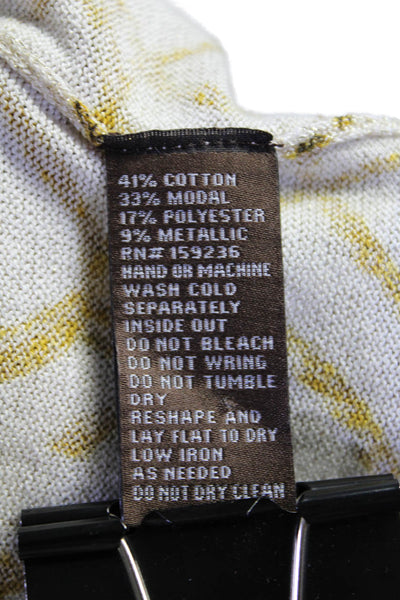 41% COTTON
33% MODAL
17% POLYESTER
9% METALLIC
RN# 159236
HAND OR MACHINE
WASH COLD
SEPARATELY
INSIDE OUT
DO NOT BLEACH
DO NOT WRING
DO NOT TUMBLE
DRY
RESHAPE AND
LAY FLAT TO DRY
LOW IRON
AS NEEDED
DO NOT DRY CLEAN